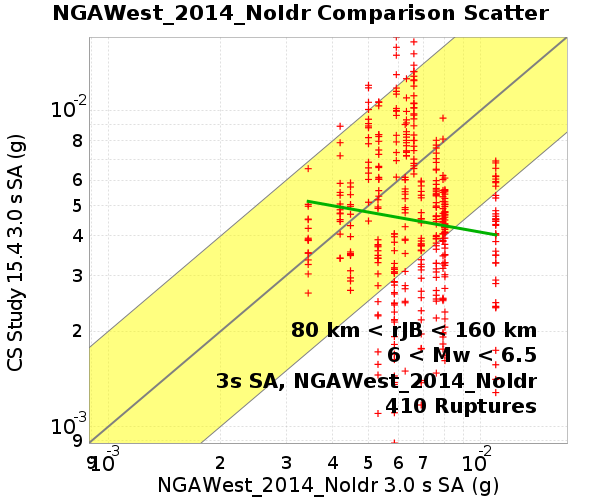 NGAWest_2014_NoIdr Comparison Scatter
CS Study 15.4 3.0 s SA (g)
10-2
8
6
5
4
3
2
10-3
9
80 km < rJB < 160 km
6 < Mw < 6.5
3s SA, NGAWest_2014_NoIdr
410 Ruptures
9 10-3 2 3 4 5 6 7 10-2
NGAWest_2014_NoIdr 3.0 s SA (g)